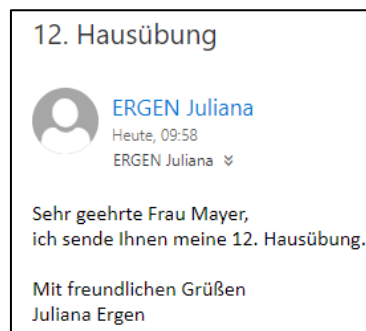 12. Hausübung
ERGEN Juliana
Heute, 09:58
ERGEN Juliana
Sehr geehrte Frau Mayer,
ich sende Ihnen meine 12. Hausübung.
Mit freundlichen Grüßen
Juliana Ergen